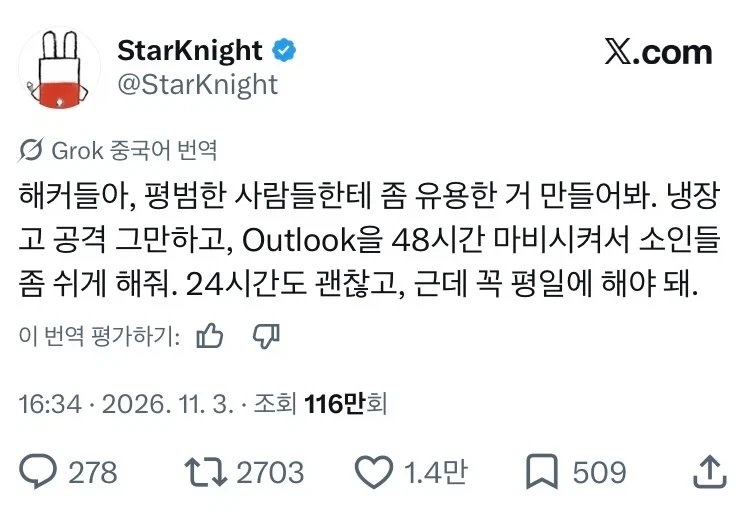 StarKnight
@StarKnight
X.com
Grok 중국어 번역
해커들아, 평범한 사람들한테 좀 유용한 거 만들어봐. 냉장
고 공격 그만하고, Outlook을 48시간 마비시켜서 소인들
좀 쉬게 해줘. 24시간도 괜찮고, 근데 꼭 평일에 해야 돼.
이 번역 평가하기:
16:34 · 2026. 11. 3. · 조회 116만회
278 2703 1.4만 509